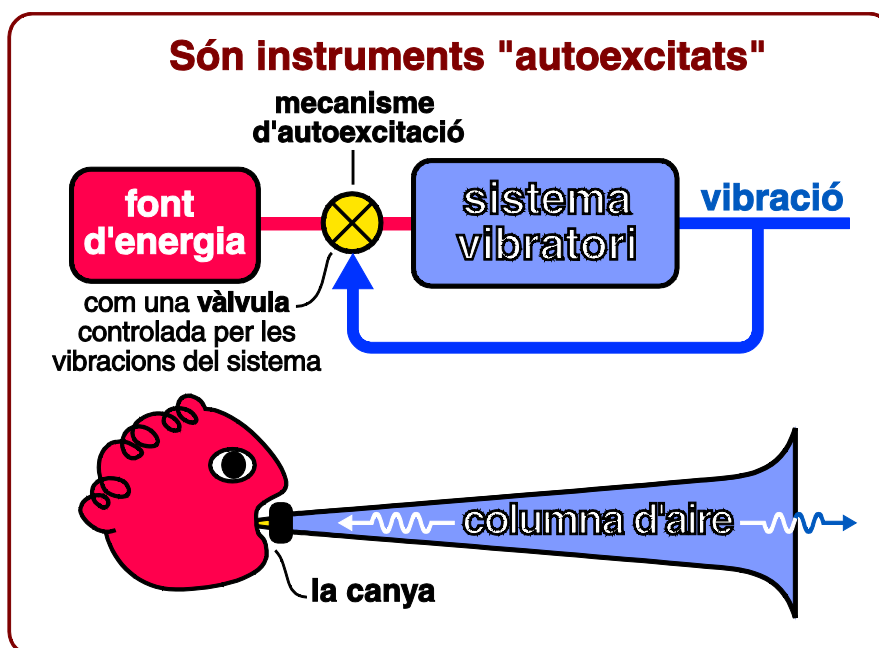 Són instruments "autoexcitats"
mecanisme
d'autoexcitació
font
d'energia
sistema
vibratori
vibració
com una vàlvula
controlada per les
vibracions del sistema
columna d'aire
la canya